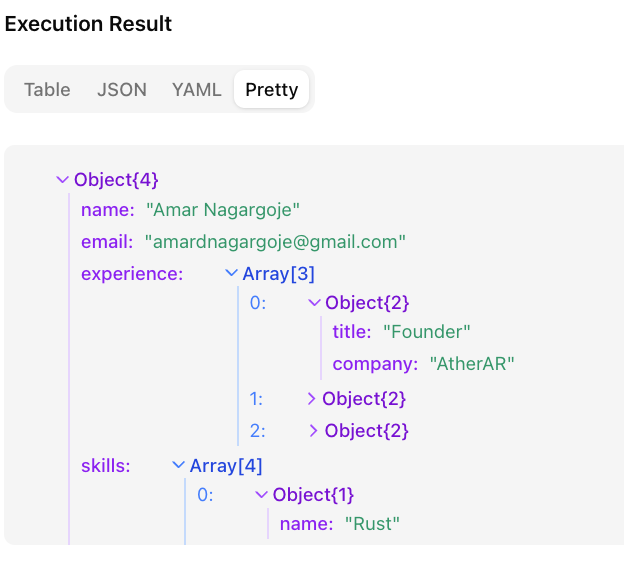 Execution Result
Table JSON YAML Pretty
Object{4}
name: "Amar Nagargoje"
email: "amardnagargoje@gmail.com"
experience: Array[3]
0: Object{2}
title: "Founder"
company: "AtherAR"
1: Object{2}
2: Object{2}
skills: Array[4]
0: Object{1}
name: "Rust"